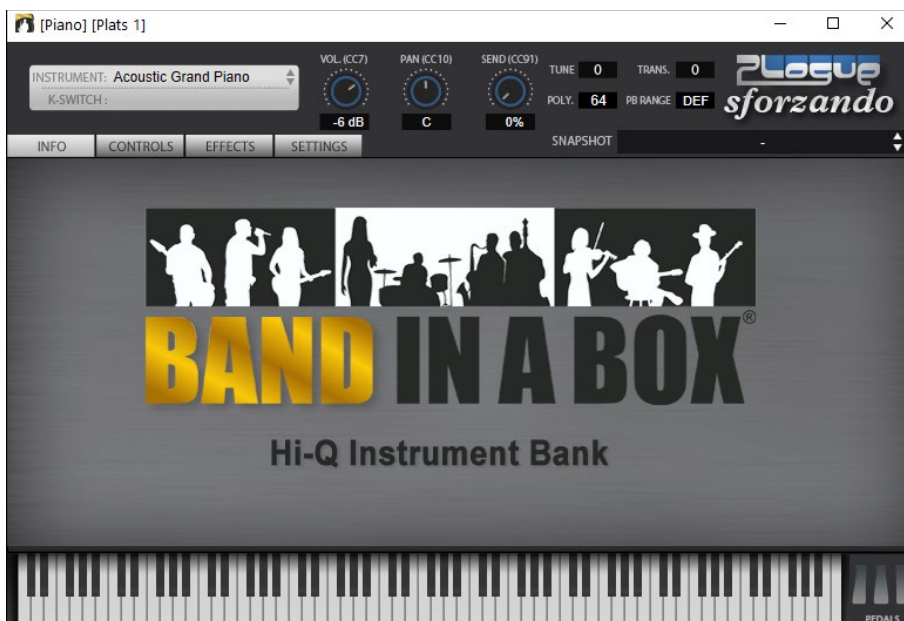 [Piano] [Plats 1]
INSTRUMENT: Acoustic Grand Piano
K-SWITCH :
VOL. (CC7)
-6 dB
PAN (CC10)
C
SEND (CC91)
0%
TUNE 0 TRANS. 0
POLY. 64 PB RANGE DEF
PLOGUE
sforzando
INFO CONTROLS EFFECTS SETTINGS
SNAPSHOT -
BAND IN A BOX®
Hi-Q Instrument Bank
PEDALS